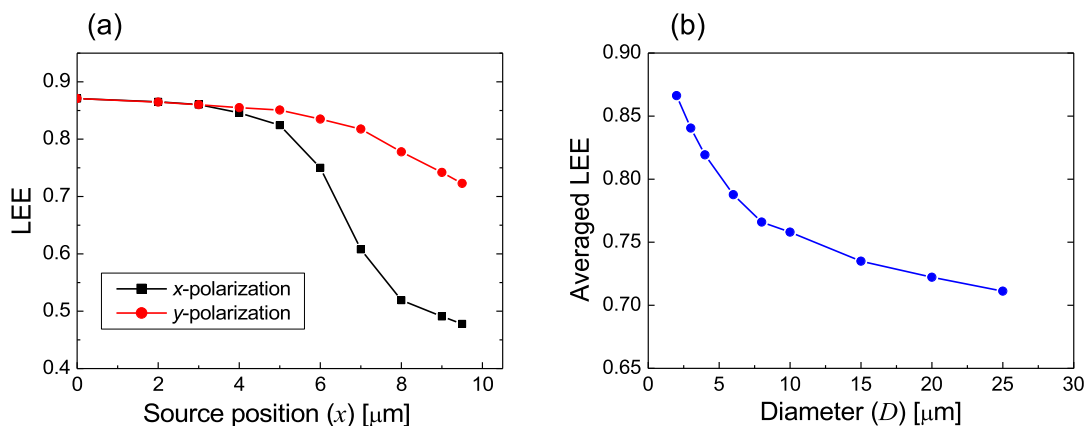 (a)
LEE
0.9
0.8
0.7
0.6
0.5
0.4
x-polarization
y-polarization
0 2 4 6 8 10
Source position (x) [μm]
(b)
Averaged LEE
0.90
0.85
0.80
0.75
0.70
0.65
0 5 10 15 20 25 30
Diameter (D) [μm]